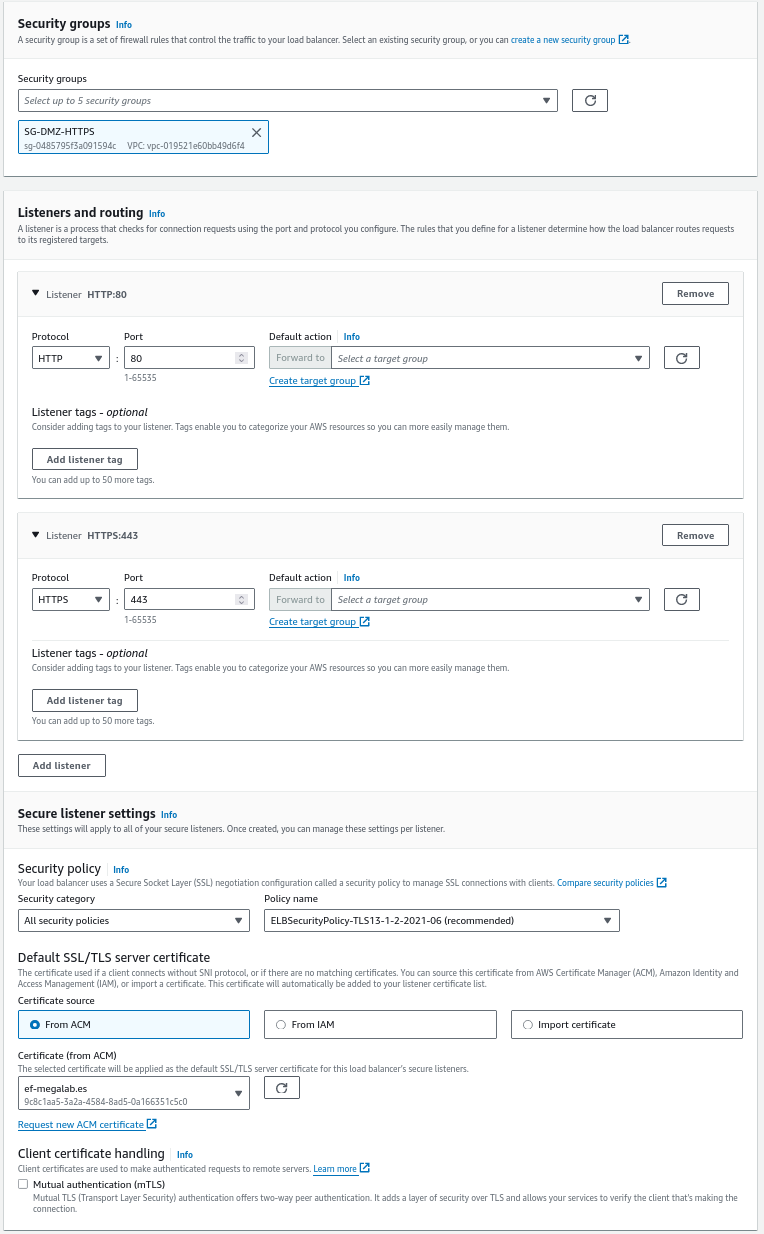 Security groups Info
A security group is a set of firewall rules that control the traffic to your load balancer. Select an existing security group, or you can create a new security group.
Security groups
Select up to 5 security groups
SG-DMZ-HTTPS
sg-0485795f3a091594c VPC: vpc-019521e60bb49d6f4
Listeners and routing Info
A listener is a process that checks for connection requests using the port and protocol you configure. The rules that you define for a listener determine how the load balancer routes requests
to its registered targets.
Listener HTTP:80 Remove
Protocol Port Default action Info
HTTP : 80 Forward to Select a target group
1-65535 Create target group
Listener tags - optional
Consider adding tags to your listener. Tags enable you to categorize your AWS resources so you can more easily manage them.
Add listener tag
You can add up to 50 more tags.
Listener HTTPS:443 Remove
Protocol Port Default action Info
HTTPS : 443 Forward to Select a target group
1-65535 Create target group
Listener tags - optional
Consider adding tags to your listener. Tags enable you to categorize your AWS resources so you can more easily manage them.
Add listener tag
You can add up to 50 more tags.
Add listener
Secure listener settings Info
These settings will apply to all of your secure listeners. Once created, you can manage these settings per listener.
Security policy Info
Your load balancer uses a Secure Socket Layer (SSL) negotiation configuration called a security policy to manage SSL connections with clients. Compare security policies
Security category Policy name
All security policies ELBSecurityPolicy-TLS13-1-2-2021-06 (recommended)
Default SSL/TLS server certificate
The certificate used if a client connects without SNI protocol, or if there are no matching certificates. You can source this certificate from AWS Certificate Manager (ACM), Amazon Identity and
Access Management (IAM), or import a certificate. This certificate will automatically be added to your listener certificate list.
Certificate source
From ACM From IAM Import certificate
Certificate (from ACM)
The selected certificate will be applied as the default SSL/TLS server certificate for this load balancer's secure listeners.
ef-megalab.es
9c8c1aa5-3a2a-4584-8ad5-0a166351c5c0
Request new ACM certificate
Client certificate handling Info
Client certificates are used to make authenticated requests to remote servers. Learn more
Mutual authentication (mTLS)
Mutual TLS (Transport Layer Security) authentication offers two-way peer authentication. It adds a layer of security over TLS and allows your services to verify the client that's making the
connection.